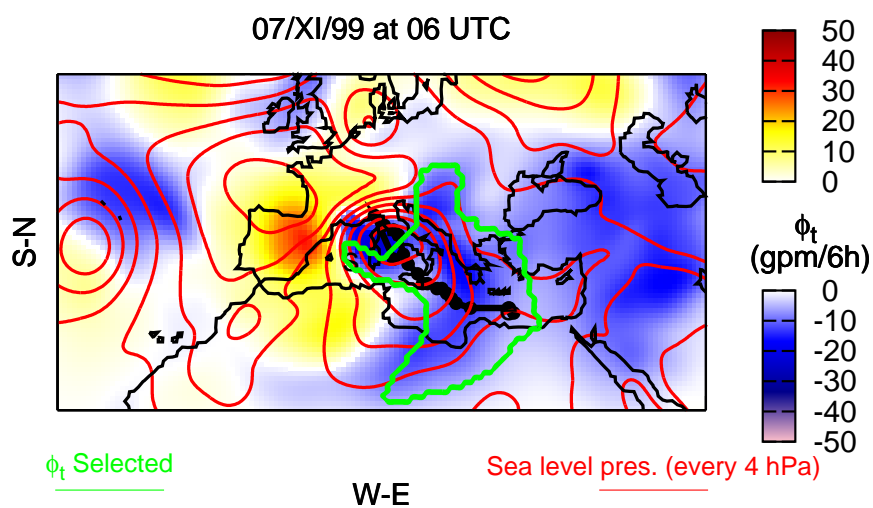 07/XI/99 at 06 UTC
50
40
30
20
10
0
S-N
ϕt
(gpm/6h)
0
-10
-20
-30
-40
-50
ϕt Selected
Sea level pres. (every 4 hPa)
W-E